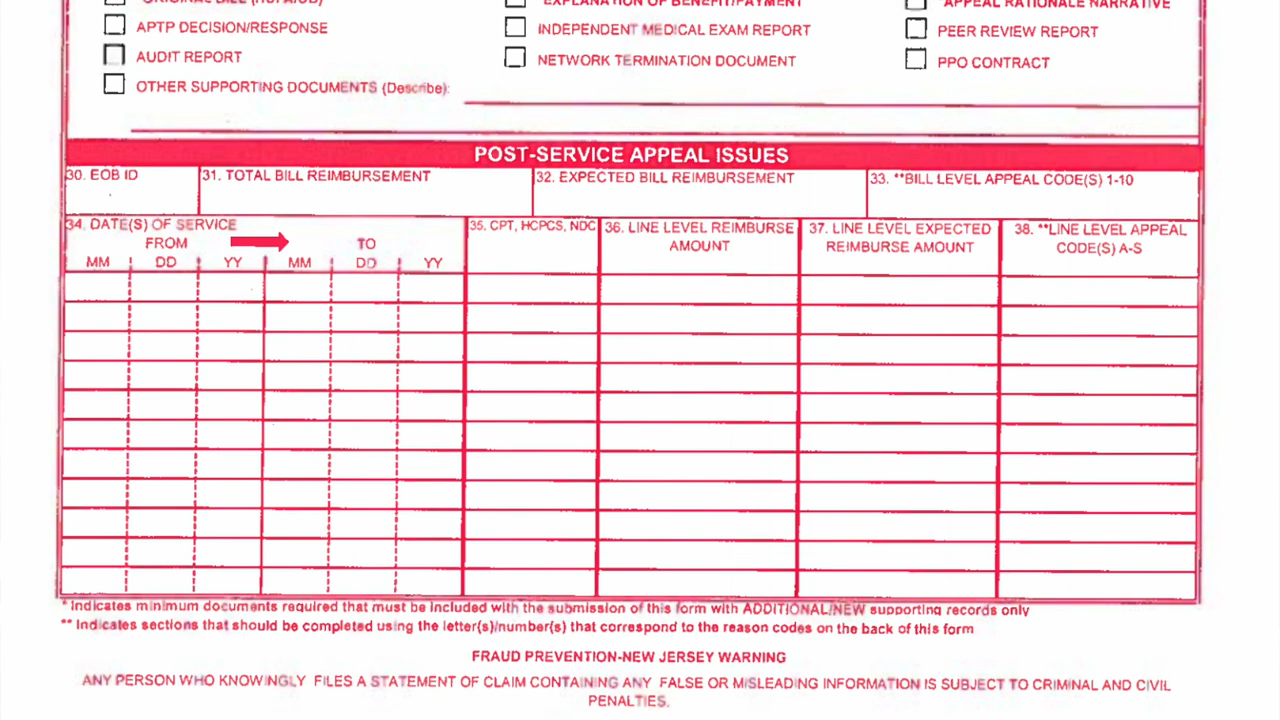 *ORIGINAL BILL (HCFA/UB)
*EXPLANATION OF BENEFIT/PAYMENT
*APPEAL RATIONALE NARRATIVE
APTP DECISION/RESPONSE
INDEPENDENT MEDICAL EXAM REPORT
PEER REVIEW REPORT
AUDIT REPORT
NETWORK TERMINATION DOCUMENT
PPO CONTRACT
OTHER SUPPORTING DOCUMENTS (Describe):
POST-SERVICE APPEAL ISSUES
30. EOB ID
31. TOTAL BILL REIMBURSEMENT
32. EXPECTED BILL REIMBURSEMENT
33. **BILL LEVEL APPEAL CODE(S) 1-10
34. DATE(S) OF SERVICE
FROM
TO
MM DD YY MM DD YY
35. CPT, HCPCS, NDC
36. LINE LEVEL REIMBURSE
AMOUNT
37. LINE LEVEL EXPECTED
REIMBURSE AMOUNT
38. **LINE LEVEL APPEAL
CODE(S) A-S
* Indicates minimum documents required that must be included with the submission of this form with ADDITIONAL/NEW supporting records only
** Indicates sections that should be completed using the letter(s)/number(s) that correspond to the reason codes on the back of this form
FRAUD PREVENTION-NEW JERSEY WARNING
ANY PERSON WHO KNOWINGLY FILES A STATEMENT OF CLAIM CONTAINING ANY FALSE OR MISLEADING INFORMATION IS SUBJECT TO CRIMINAL AND CIVIL
PENALTIES.